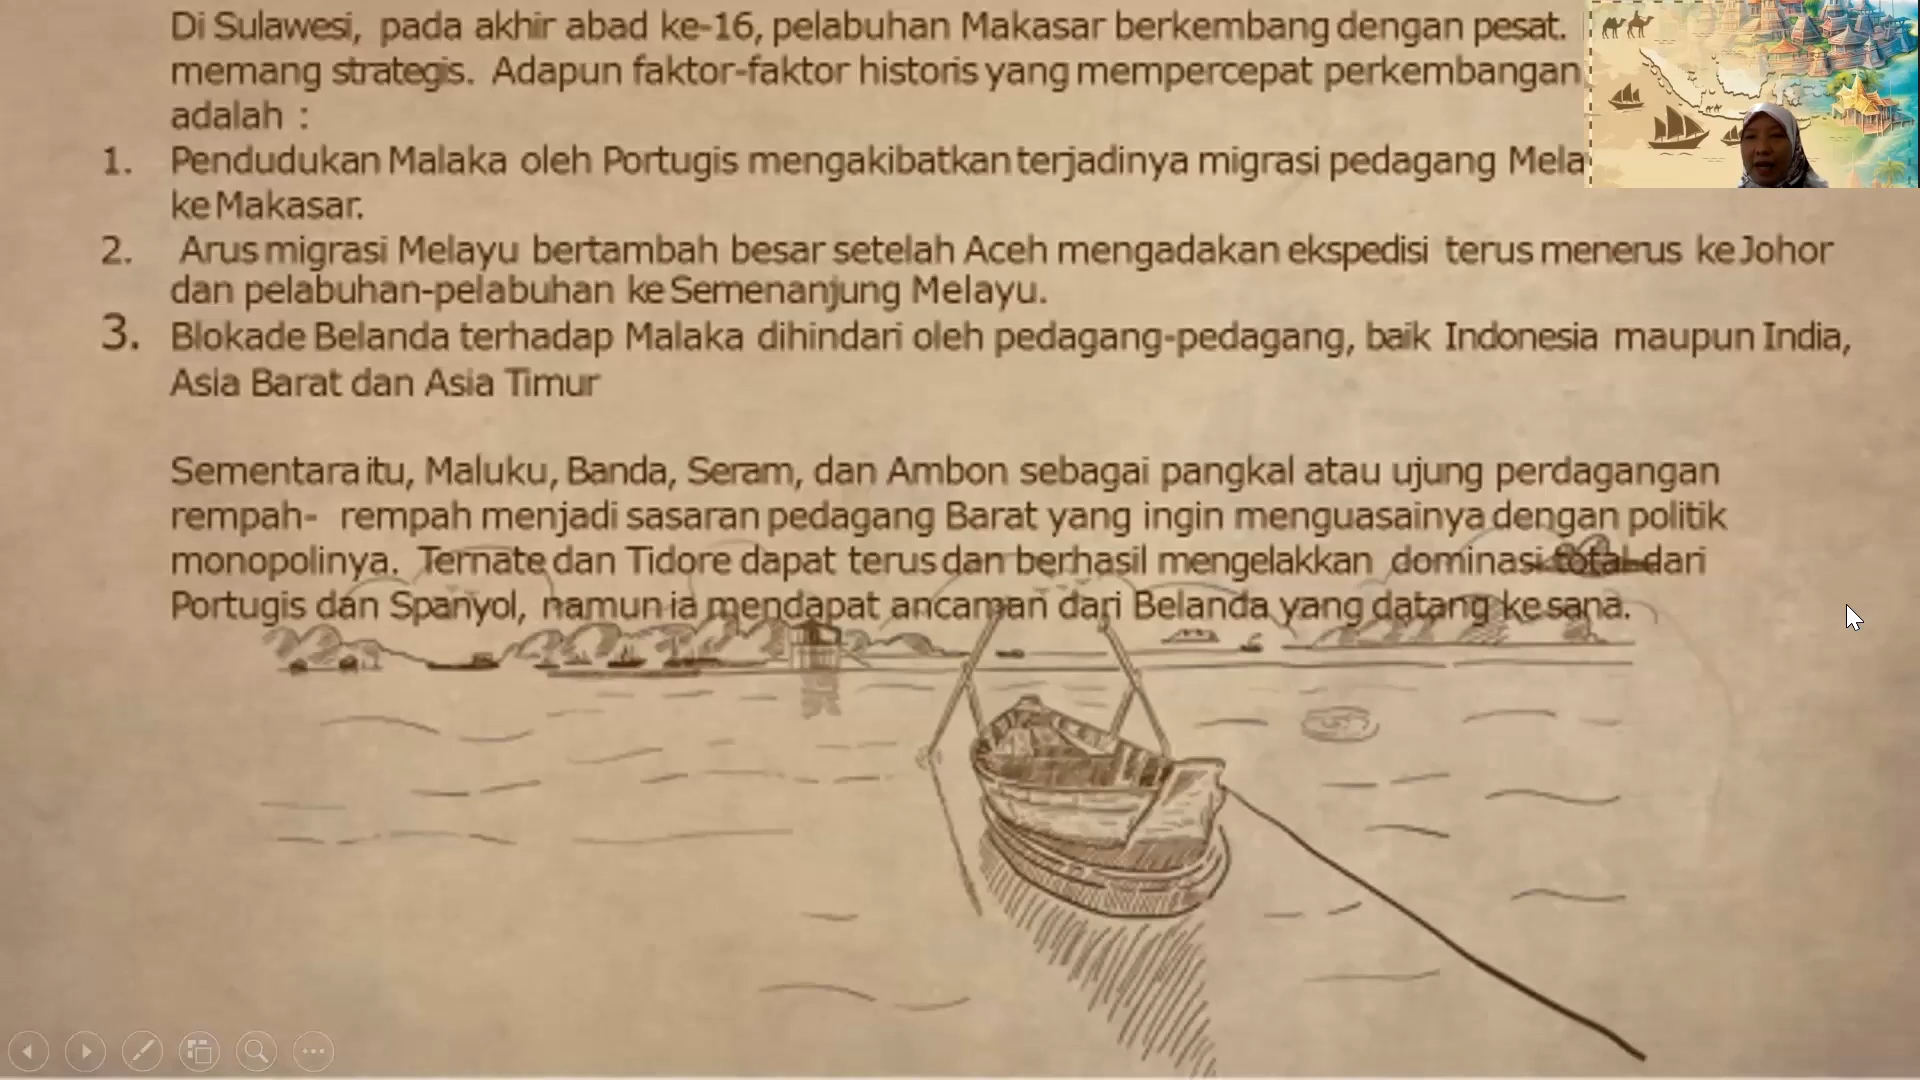 Di Sulawesi, pada akhir abad ke-16, pelabuhan Makasar berkembang dengan pesat.
memang strategis. Adapun faktor-faktor historis yang mempercepat perkembangan
adalah :
1. Pendudukan Malaka oleh Portugis mengakibatkan terjadinya migrasi pedagang
ke Makasar.
2. Arus migrasi Melayu bertambah besar setelah Aceh mengadakan ekspedisi terus menerus ke Johor
dan pelabuhan-pelabuhan ke Semenanjung Melayu.
3. Blokade Belanda terhadap Malaka dihindari oleh pedagang-pedagang, baik Indonesia maupun India,
Asia Barat dan Asia Timur
Sementara itu, Maluku, Banda, Seram, dan Ambon sebagai pangkal atau ujung perdagangan
rempah- rempah menjadi sasaran pedagang Barat yang ingin menguasainya dengan politik
monopolinya. Ternate dan Tidore dapat terus dan berhasil mengelakkan dominasi total dari
Portugis dan Spanyol, namun ia mendapat ancaman dari Belanda yang datang ke sana.